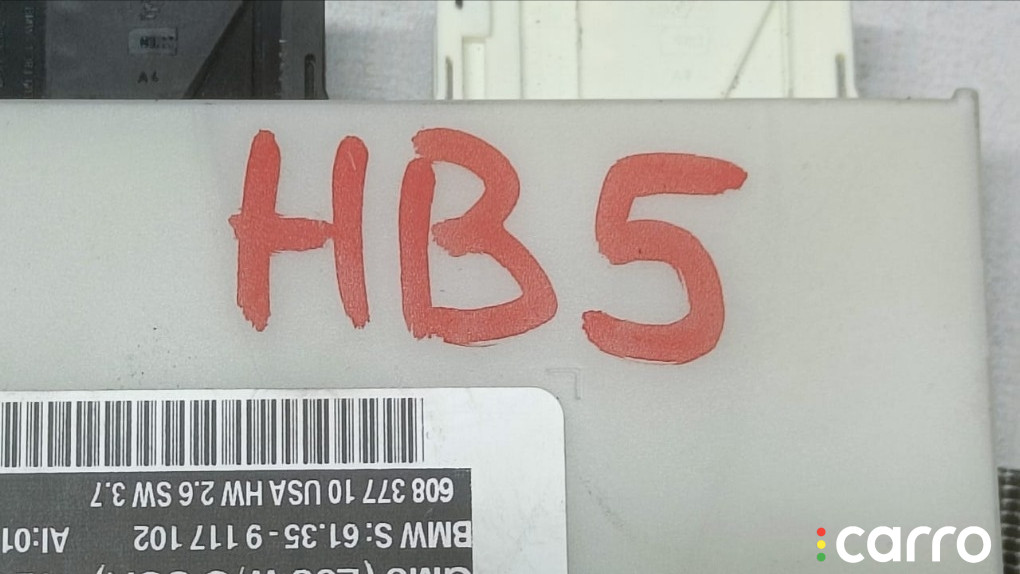 A4
HB5
BMW S: 61.35 - 9 117 102 AI:01
608 377 10 USA HW 2.6 SW 3.7
carro